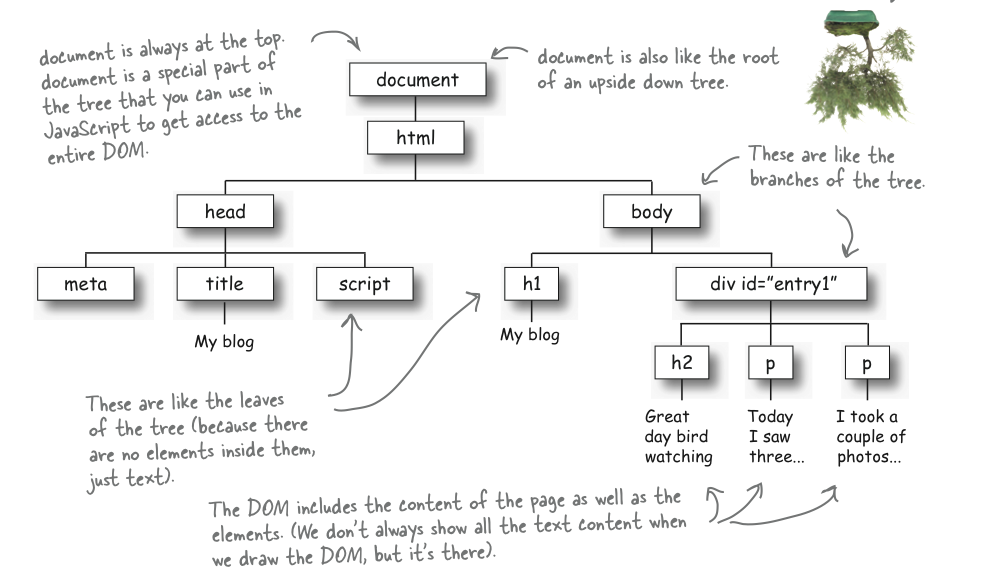 document is always at the top.
document is a special part of
the tree that you can use in
JavaScript to get access to the
entire DOM.
document
document is also like the root
of an upside down tree.
html
These are like the
branches of the tree.
head
body
meta
title
script
h1
div id="entry1"
My blog
My blog
h2
p
p
Great
day bird
watching
Today
I saw
three...
I took a
couple of
photos...
These are like the leaves
of the tree (because there
are no elements inside them,
just text).
The DOM includes the content of the page as well as the
elements. (We don't always show all the text content when
we draw the DOM, but it's there).